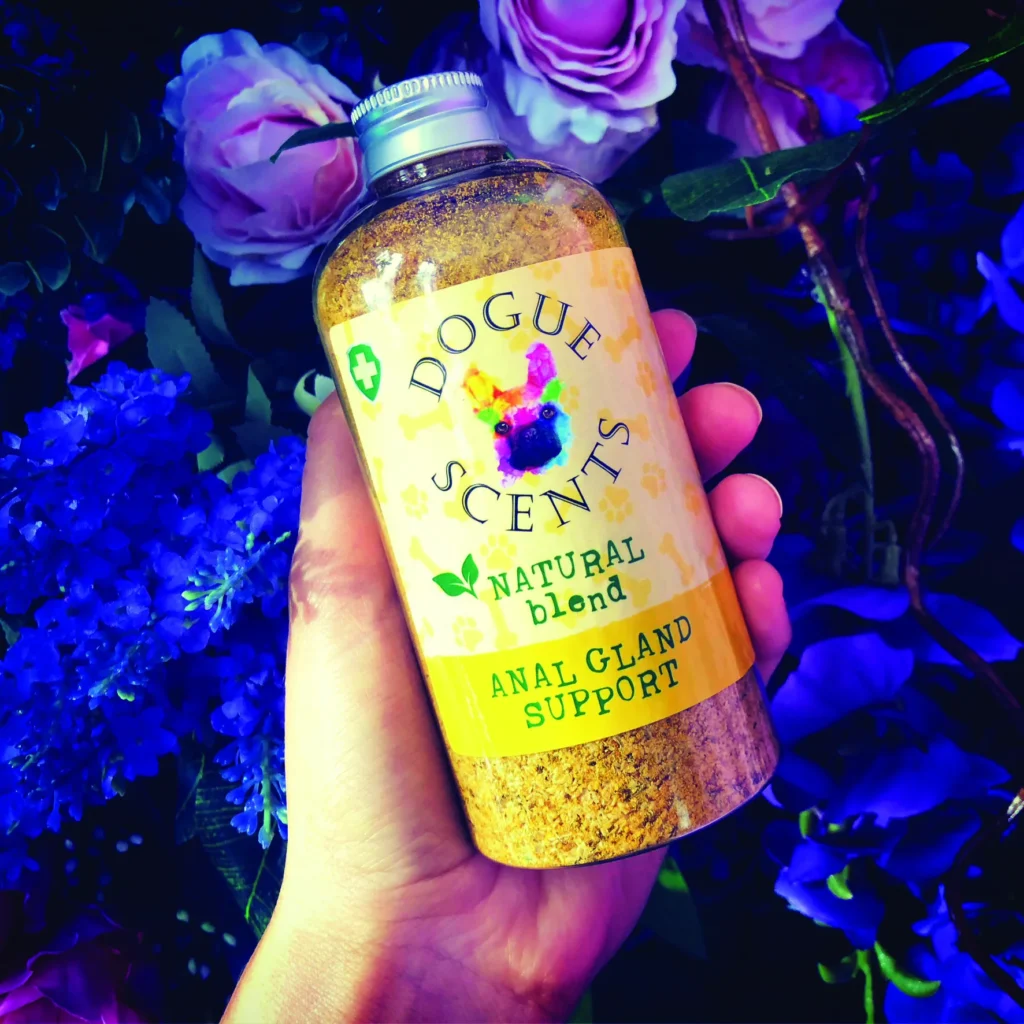 DOGUE
SCENTS
NATURAL
blend
ANAL GLAND
SUPPORT